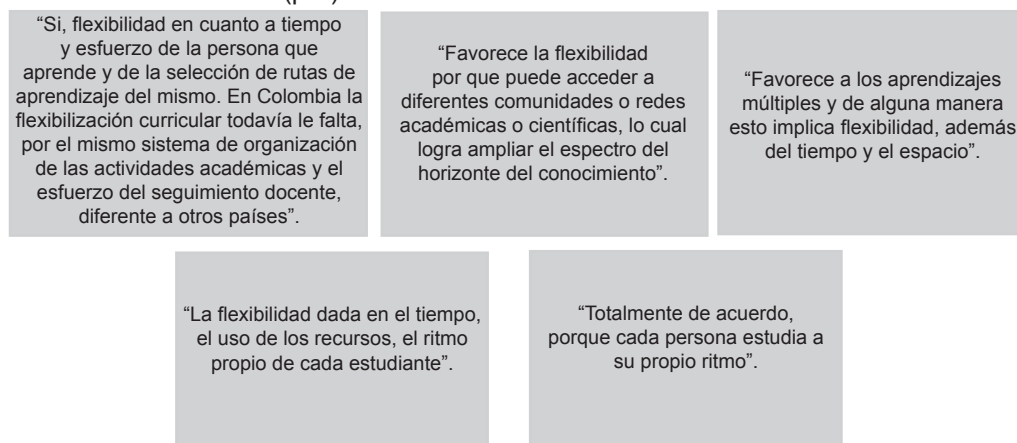 “Si, flexibilidad en cuanto a tiempo
y esfuerzo de la persona que
aprende y de la selección de rutas de
aprendizaje del mismo. En Colombia la
flexibilización curricular todavía le falta,
por el mismo sistema de organización
de las actividades académicas y el
esfuerzo del seguimiento docente,
diferente a otros países”.
“Favorece la flexibilidad
por que puede acceder a
diferentes comunidades o redes
académicas o científicas, lo cual
logra ampliar el espectro del
horizonte del conocimiento”.
“Favorece a los aprendizajes
múltiples y de alguna manera
esto implica flexibilidad, además
del tiempo y el espacio”.
“La flexibilidad dada en el tiempo,
el uso de los recursos, el ritmo
propio de cada estudiante”.
“Totalmente de acuerdo,
porque cada persona estudia a
su propio ritmo”.